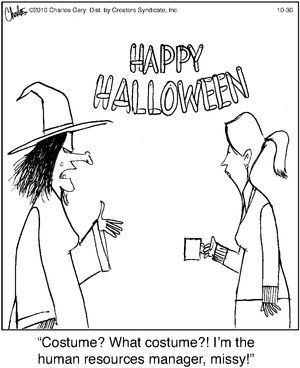 Charlos ©2010 Charles Gary Dist. by Creators Syndicate, Inc. 10-30
HAPPY
HALLOWEEN
“Costume? What costume?! I’m the
human resources manager, missy!”